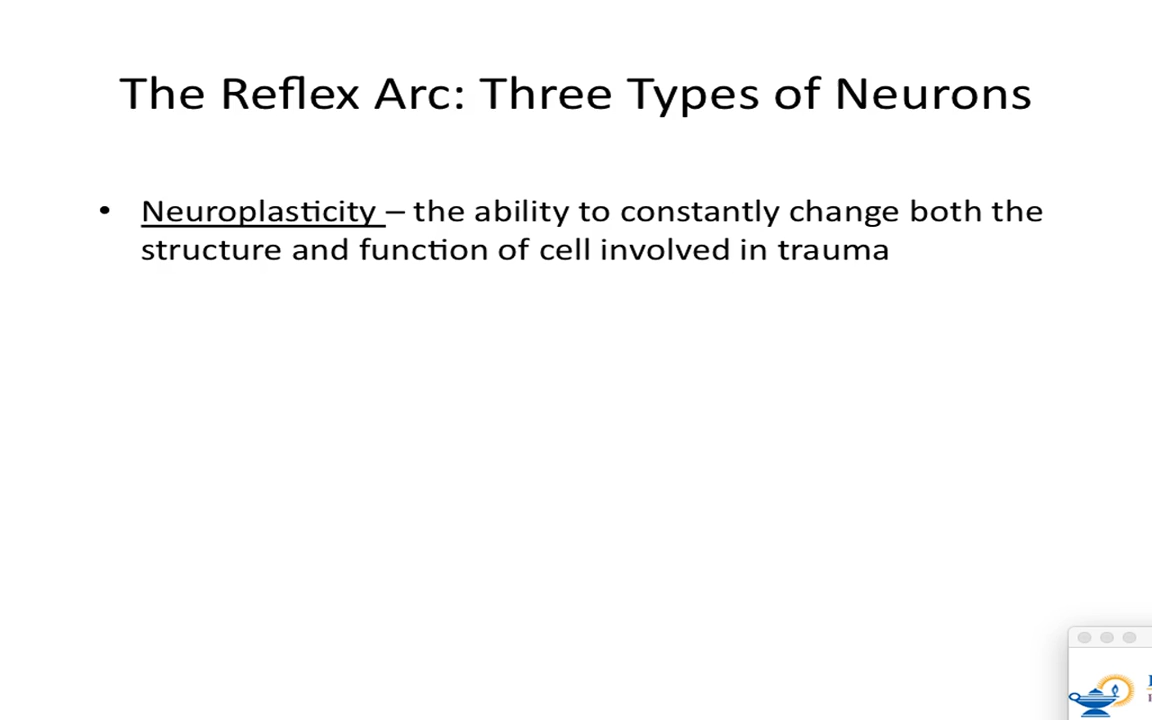 The Reflex Arc: Three Types of Neurons
• Neuroplasticity – the ability to constantly change both the
structure and function of cell involved in trauma